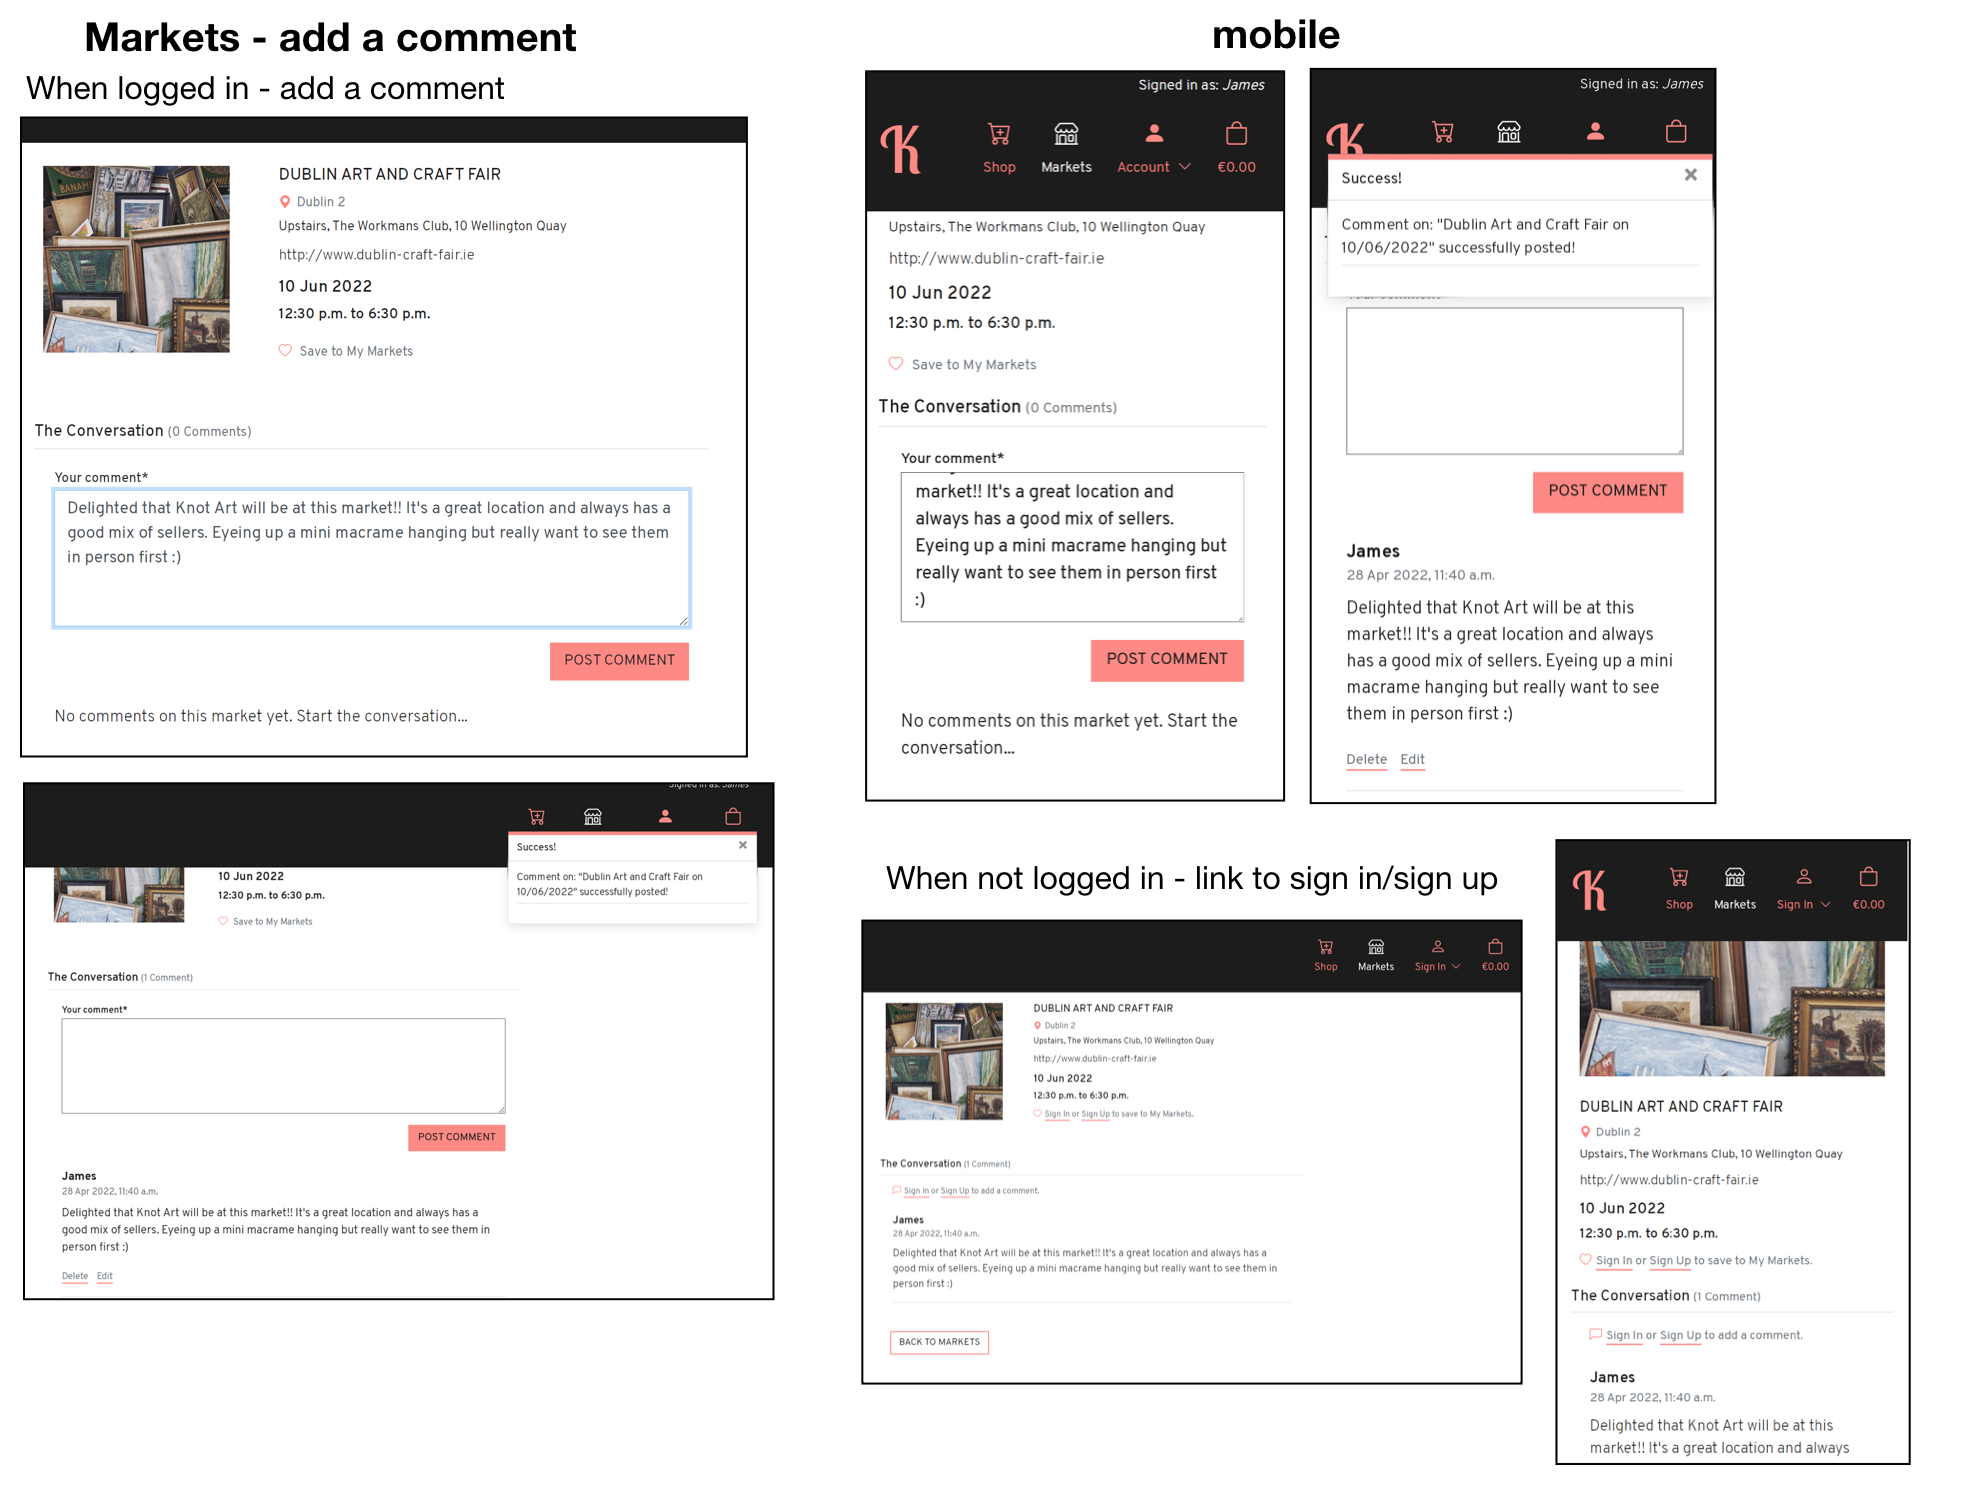 Markets - add a comment
When logged in - add a comment
DUBLIN ART AND CRAFT FAIR
Dublin 2
Upstairs, The Workmans Club, 10 Wellington Quay
http://www.dublin-craft-fair.ie
10 Jun 2022
12:30 p.m. to 6:30 p.m.
Save to My Markets
The Conversation (0 Comments)
Your comment*
Delighted that Knot Art will be at this market!! It's a great location and always has a
good mix of sellers. Eyeing up a mini macrame hanging but really want to see them
in person first :)
POST COMMENT
No comments on this market yet. Start the conversation...
Signed in as: James
Success!
Comment on: "Dublin Art and Craft Fair on
10/06/2022" successfully posted!
10 Jun 2022
12:30 p.m. to 6:30 p.m.
Save to My Markets
The Conversation (1 Comment)
Your comment*
POST COMMENT
James
28 Apr 2022, 11:40 a.m.
Delighted that Knot Art will be at this market!! It's a great location and always has a
good mix of sellers. Eyeing up a mini macrame hanging but really want to see them in
person first :)
Delete Edit
mobile
Signed in as: James
K
Shop Markets Account €0.00
Upstairs, The Workmans Club, 10 Wellington Quay
http://www.dublin-craft-fair.ie
10 Jun 2022
12:30 p.m. to 6:30 p.m.
Save to My Markets
The Conversation (0 Comments)
Your comment*
market!! It's a great location and
always has a good mix of sellers.
Eyeing up a mini macrame hanging but
really want to see them in person first
:)
POST COMMENT
No comments on this market yet. Start the
conversation...
Signed in as: James
K
Success!
Comment on: "Dublin Art and Craft Fair on
10/06/2022" successfully posted!
Your comment*
POST COMMENT
James
28 Apr 2022, 11:40 a.m.
Delighted that Knot Art will be at this
market!! It's a great location and always
has a good mix of sellers. Eyeing up a mini
macrame hanging but really want to see
them in person first :)
Delete Edit
When not logged in - link to sign in/sign up
Shop Markets Sign In €0.00
DUBLIN ART AND CRAFT FAIR
Dublin 2
Upstairs, The Workmans Club, 10 Wellington Quay
http://www.dublin-craft-fair.ie
10 Jun 2022
12:30 p.m. to 6:30 p.m.
Sign In or Sign Up to save to My Markets.
The Conversation (1 Comment)
Sign In or Sign Up to add a comment.
James
28 Apr 2022, 11:40 a.m.
Delighted that Knot Art will be at this market!! It's a great location and always has a
good mix of sellers. Eyeing up a mini macrame hanging but really want to see them in
person first :)
BACK TO MARKETS
K
Shop Markets Sign In €0.00
DUBLIN ART AND CRAFT FAIR
Dublin 2
Upstairs, The Workmans Club, 10 Wellington Quay
http://www.dublin-craft-fair.ie
10 Jun 2022
12:30 p.m. to 6:30 p.m.
Sign In or Sign Up to save to My Markets.
The Conversation (1 Comment)
Sign In or Sign Up to add a comment.
James
28 Apr 2022, 11:40 a.m.
Delighted that Knot Art will be at this
market!! It's a great location and always